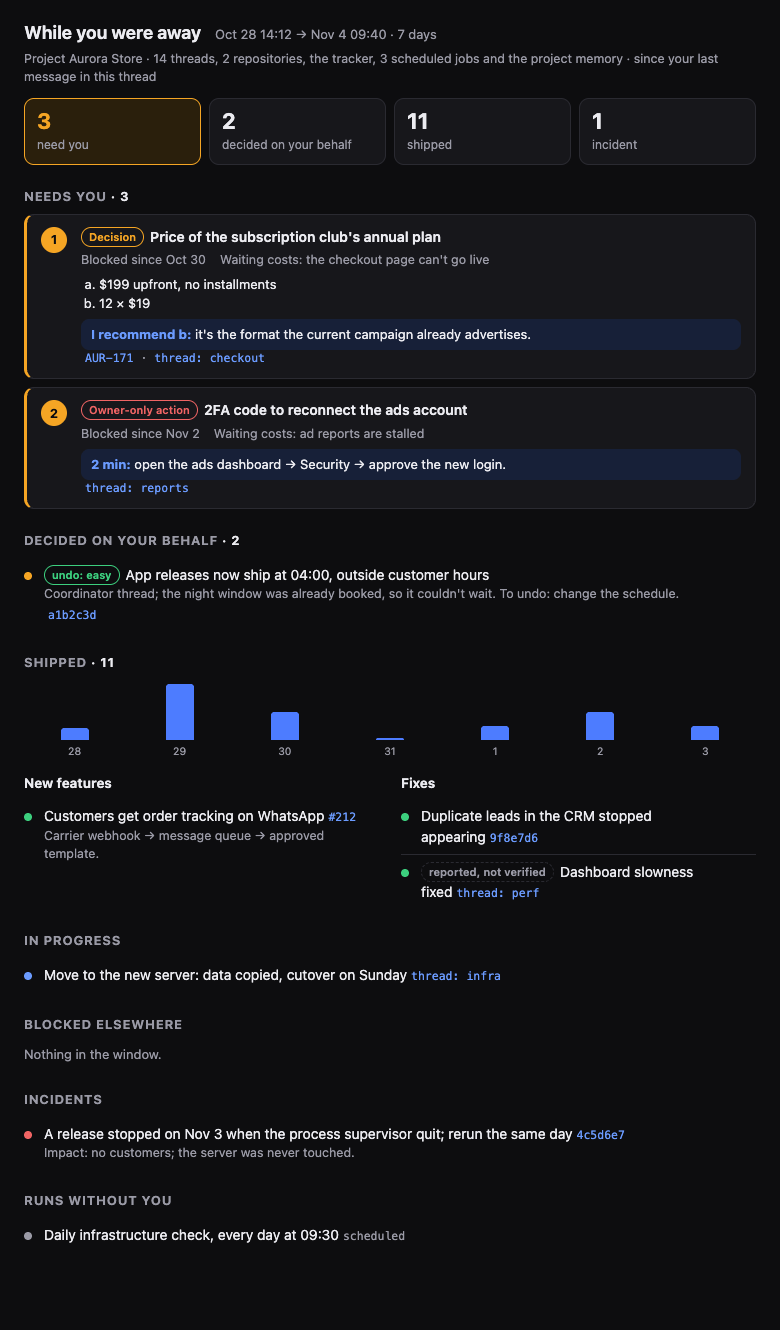 While you were away Oct 28 14:12 → Nov 4 09:40 · 7 days
Project Aurora Store · 14 threads, 2 repositories, the tracker, 3 scheduled jobs and the project memory · since your last
message in this thread
3
need you
2
decided on your behalf
11
shipped
1
incident
NEEDS YOU · 3
1
Decision Price of the subscription club's annual plan
Blocked since Oct 30 Waiting costs: the checkout page can't go live
a. $199 upfront, no installments
b. 12 × $19
I recommend b: it's the format the current campaign already advertises.
AUR-171 · thread: checkout
2
Owner-only action 2FA code to reconnect the ads account
Blocked since Nov 2 Waiting costs: ad reports are stalled
2 min: open the ads dashboard → Security → approve the new login.
thread: reports
DECIDED ON YOUR BEHALF · 2
undo: easy App releases now ship at 04:00, outside customer hours
Coordinator thread; the night window was already booked, so it couldn't wait. To undo: change the schedule.
a1b2c3d
SHIPPED · 11
28 29 30 31 1 2 3
New features
Customers get order tracking on WhatsApp #212
Carrier webhook → message queue → approved
template.
Fixes
Duplicate leads in the CRM stopped
appearing 9f8e7d6
reported, not verified Dashboard slowness
fixed thread: perf
IN PROGRESS
Move to the new server: data copied, cutover on Sunday thread: infra
BLOCKED ELSEWHERE
Nothing in the window.
INCIDENTS
A release stopped on Nov 3 when the process supervisor quit; rerun the same day 4c5d6e7
Impact: no customers; the server was never touched.
RUNS WITHOUT YOU
Daily infrastructure check, every day at 09:30 scheduled